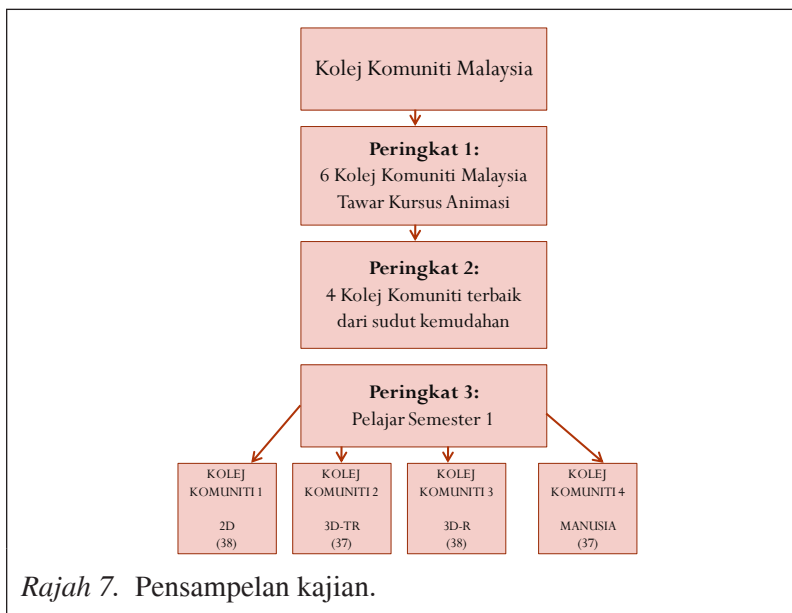 Kolej Komuniti Malaysia
Peringkat 1:
6 Kolej Komuniti Malaysia
Tawar Kursus Animasi
Peringkat 2:
4 Kolej Komuniti terbaik
dari sudut kemudahan
Peringkat 3:
Pelajar Semester 1
KOLEJ
KOMUNITI 1
2D
(38)
KOLEJ
KOMUNITI 2
3D-TR
(37)
KOLEJ
KOMUNITI 3
3D-R
(38)
KOLEJ
KOMUNITI 4
MANUSIA
(37)
Rajah 7. Pensampelan kajian.